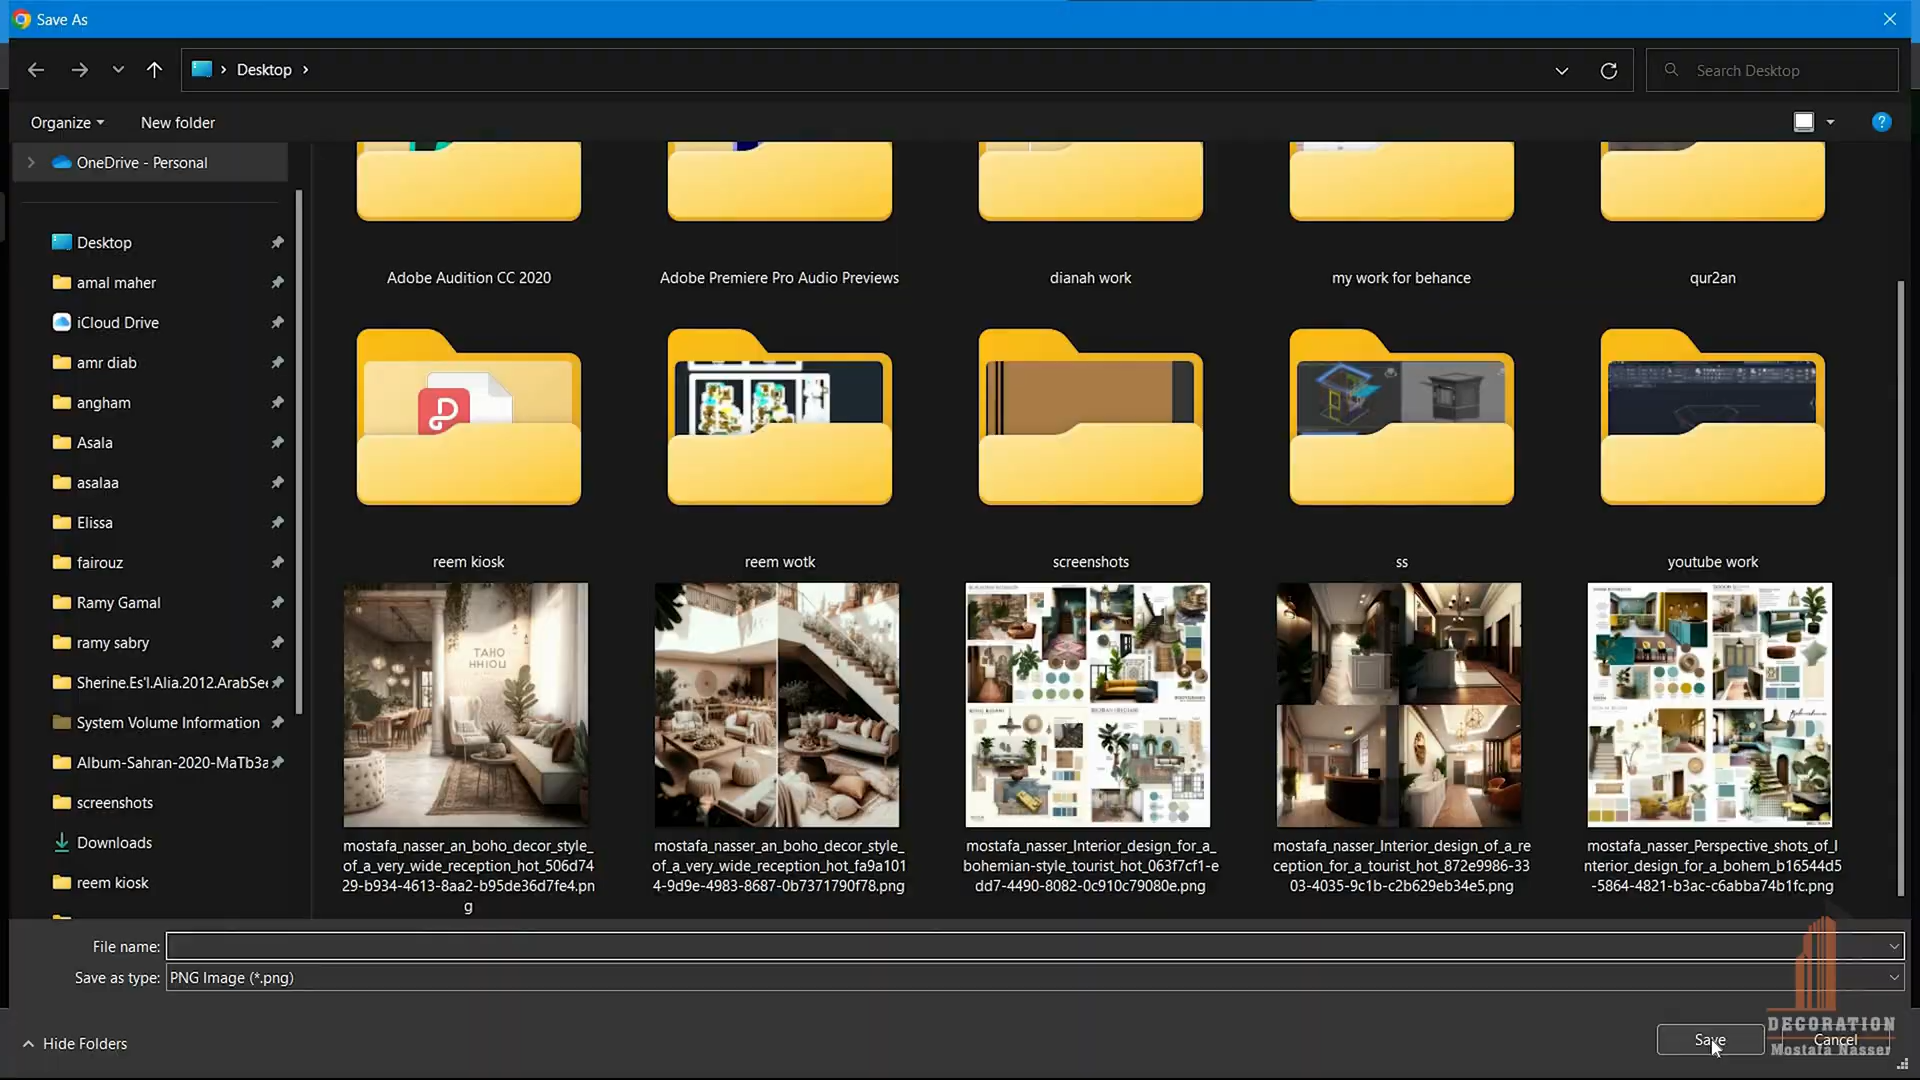 Save As
Desktop
Search Desktop
Organize
New folder
OneDrive - Personal
Desktop
amal maher
iCloud Drive
amr diab
angham
Asala
asalaa
Elissa
fairouz
Ramy Gamal
ramy sabry
Sherine.Es'l.Alia.2012.ArabSee
System Volume Information
Album-Sahran-2020-MaTb3a
screenshots
Downloads
reem kiosk
Adobe Audition CC 2020
Adobe Premiere Pro Audio Previews
dianah work
my work for behance
qur2an
reem kiosk
reem wotk
screenshots
ss
youtube work
mostafa_nasser_an_boho_decor_style_
of_a_very_wide_reception_hot_506d74
29-b934-4613-8aa2-b95de36d7fe4.pn
g
mostafa_nasser_an_boho_decor_style_
of_a_very_wide_reception_hot_fa9a101
4-9d9e-4983-8687-0b7371790f78.png
mostafa_nasser_Interior_design_for_a_
bohemian-style_tourist_hot_063f7cf1-e
dd7-4490-8082-0c910c79080e.png
mostafa_nasser_Interior_design_of_a_re
ception_for_a_tourist_hot_872e9986-33
03-4035-9c1b-c2b629eb34e5.png
mostafa_nasser_Perspective_shots_of_I
nterior_design_for_a_bohem_b16544d5
-5864-4821-b3ac-c6abba74b1fc.png
File name:
Save as type: PNG Image (*.png)
Hide Folders
Save
Cancel
DECORATION
Mostafa Nasser